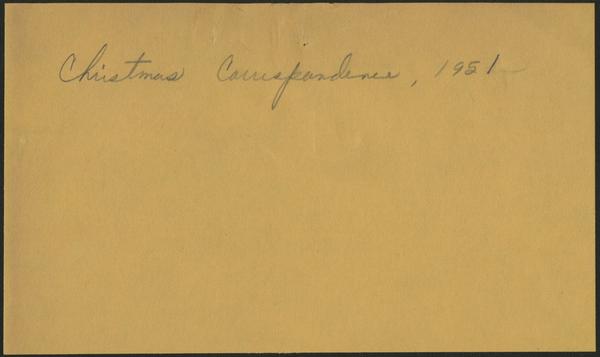 Christmas Correspondence, 1951